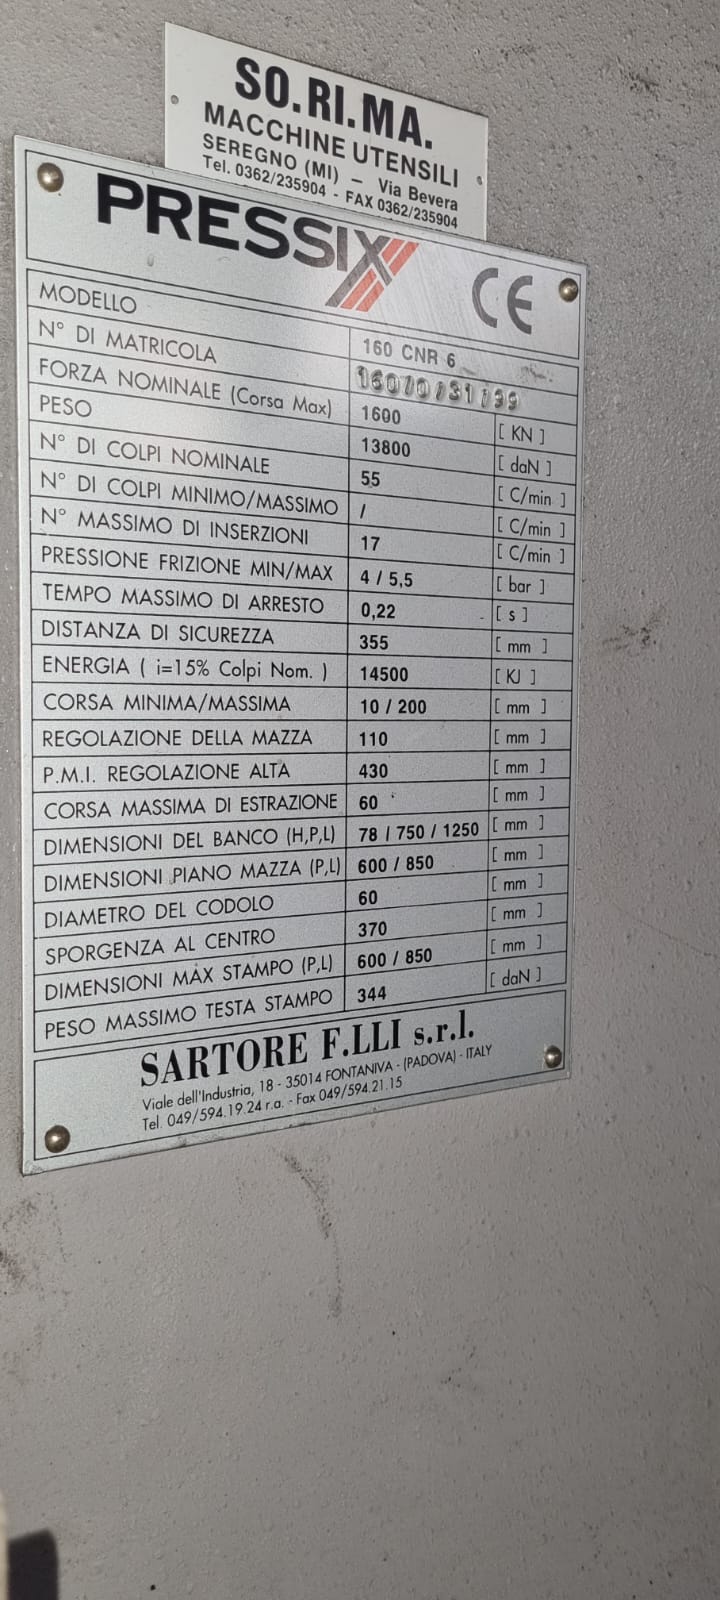 SO.RI.MA.
MACCHINE UTENSILI
SEREGNO (MI) – Via Bevera
Tel. 0362/235904 - FAX 0362/235904
PRESSIX CE
MODELLO 160 CNR 6
N° DI MATRICOLA
FORZA NOMINALE (Corsa Max) 1600 [ KN ]
PESO 13800 [ daN ]
N° DI COLPI NOMINALE 55 [ C/min ]
N° DI COLPI MINIMO/MASSIMO / [ C/min ]
N° MASSIMO DI INSERZIONI 17 [ C/min ]
PRESSIONE FRIZIONE MIN/MAX 4 / 5,5 [ bar ]
TEMPO MASSIMO DI ARRESTO 0,22 [ s ]
DISTANZA DI SICUREZZA 355 [ mm ]
ENERGIA ( i=15% Colpi Nom. ) 14500 [ KJ ]
CORSA MINIMA/MASSIMA 10 / 200 [ mm ]
REGOLAZIONE DELLA MAZZA 110 [ mm ]
P.M.I. REGOLAZIONE ALTA 430 [ mm ]
CORSA MASSIMA DI ESTRAZIONE 60 [ mm ]
DIMENSIONI DEL BANCO (H,P,L) 78 / 750 / 1250 [ mm ]
DIMENSIONI PIANO MAZZA (P,L) 600 / 850 [ mm ]
DIAMETRO DEL CODOLO 60 [ mm ]
SPORGENZA AL CENTRO 370 [ mm ]
DIMENSIONI MAX STAMPO (P,L) 600 / 850 [ mm ]
PESO MASSIMO TESTA STAMPO 344 [ daN ]
SARTORE F.LLI s.r.l.
Viale dell'Industria, 18 - 35014 FONTANIVA - (PADOVA) - ITALY
Tel. 049/594.19.24 r.a. - Fax 049/594.21.15